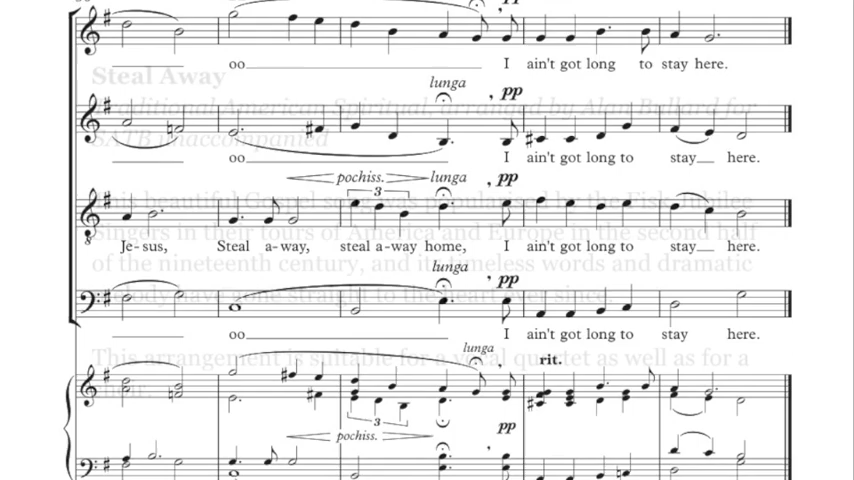 pp
oo I ain't got long to stay here.
Steal Away
lunga
pp
Traditional American Spiritual, arranged by Alan Bullard for
SATB unaccompanied
oo I ain't got long to stay here.
pochiss. lunga
pp
3
This beautiful Gospel song was popularised by the Fisk Jubilee
Singers in their tours of America and Europe in the second half
8
Je-sus, Steal a-way, steal a-way home, I ain't got long to stay here.
of the nineteenth century, and its timeless words and dramatic
lunga
pp
melody have gone straight to the heart ever since.
oo I ain't got long to stay here.
lunga
rit.
This arrangement is suitable for a vocal quartet as well as for a
choir.
3
pp
pochiss.